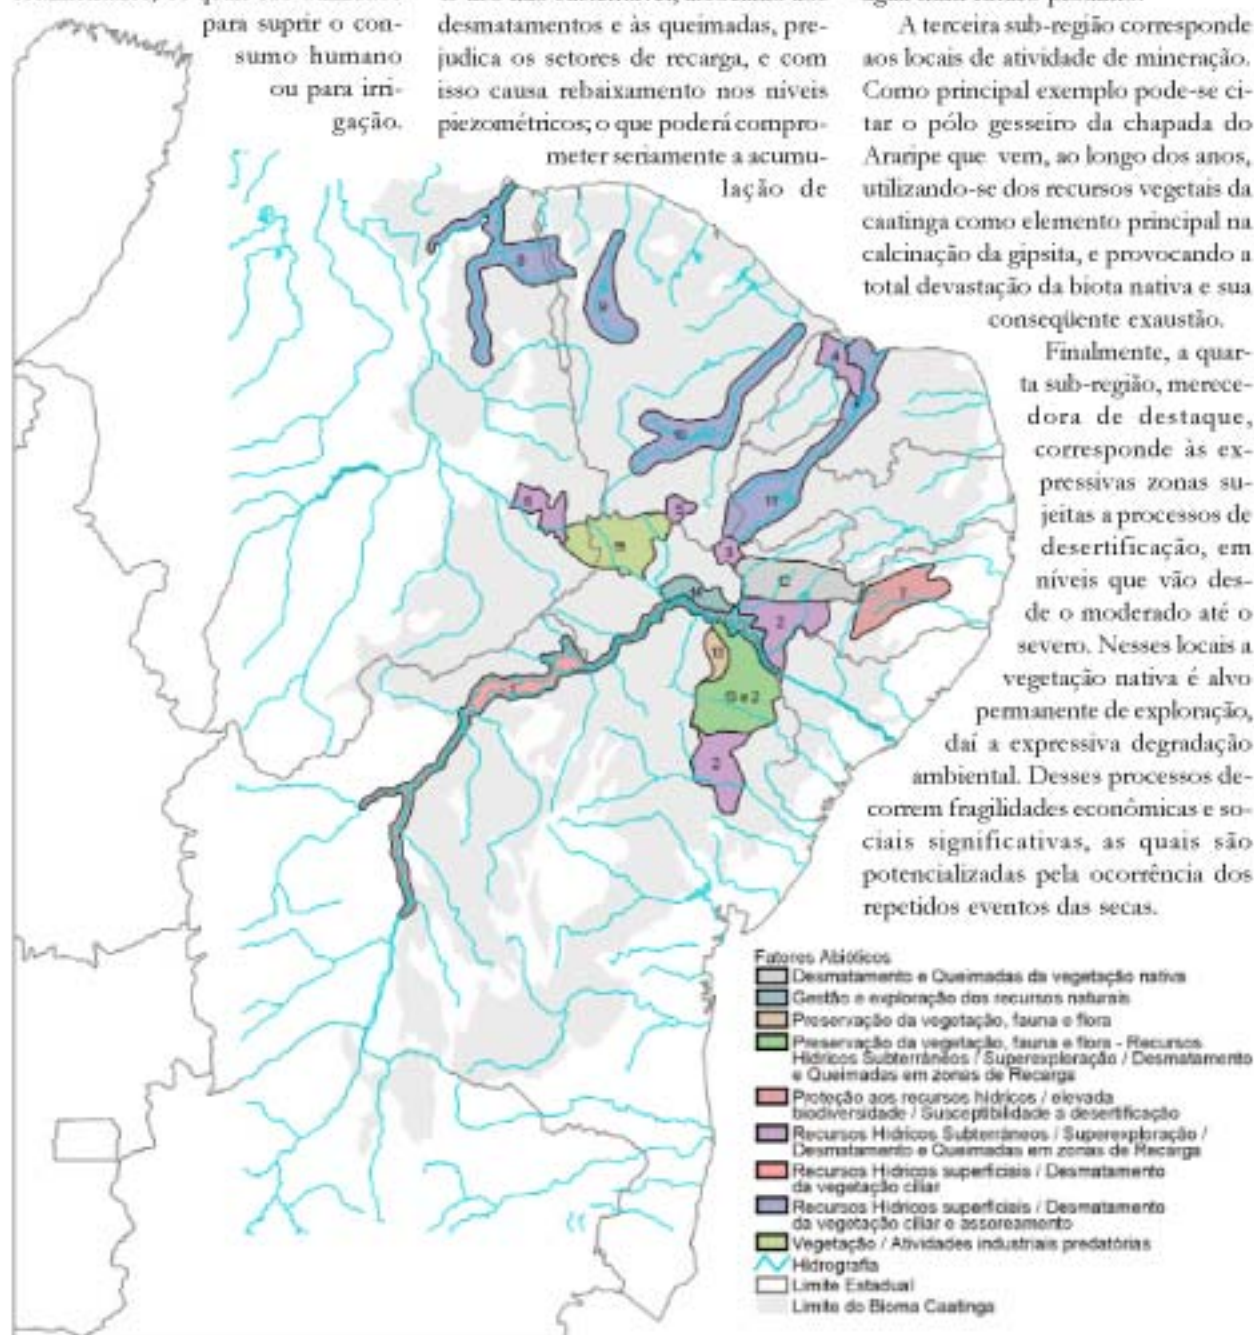 para suprir o con-
sumo humano
ou para irri-
gação.
desmatamentos e às queimadas, pre-
judica os setores de recarga, e com
isso causa rebaixamento nos níveis
piezométricos; o que poderá compro-
meter seriamente a acumu-
lação de
A terceira sub-região corresponde
aos locais de atividade de mineração.
Como principal exemplo pode-se ci-
tar o pólo gesseiro da chapada do
Araripe que vem, ao longo dos anos,
utilizando-se dos recursos vegetais da
caatinga como elemento principal na
calcinação da gipsita, e provocando a
total devastação da biota nativa e sua
conseqüente exaustão.
Finalmente, a quar-
ta sub-região, merece-
dora de destaque,
corresponde às ex-
pressivas zonas su-
jeitas a processos de
desertificação, em
níveis que vão des-
de o moderado até o
severo. Nesses locais a
vegetação nativa é alvo
permanente de exploração,
daí a expressiva degradação
ambiental. Desses processos de-
correm fragilidades econômicas e so-
ciais significativas, as quais são
potencializadas pela ocorrência dos
repetidos eventos das secas.
4
11
5
3
2
13 e 2
2
Fatores Abióticos
Desmatamento e Queimadas da vegetação nativa
Gestão e exploração dos recursos naturais
Preservação da vegetação, fauna e flora
Preservação da vegetação, fauna e flora - Recursos
Hídricos Subterrâneos / Superexploração / Desmatamento
e Queimadas em zonas de Recarga
Proteção aos recursos hídricos / elevada
biodiversidade / Susceptibilidade a desertificação
Recursos Hídricos Subterrâneos / Superexploração /
Desmatamento e Queimadas em zonas de Recarga
Recursos Hídricos superficiais / Desmatamento
da vegetação ciliar
Recursos Hídricos superficiais / Desmatamento
da vegetação ciliar e assoreamento
Vegetação / Atividades industriais predatórias
Hidrografia
Limite Estadual
Limite do Bioma Caatinga